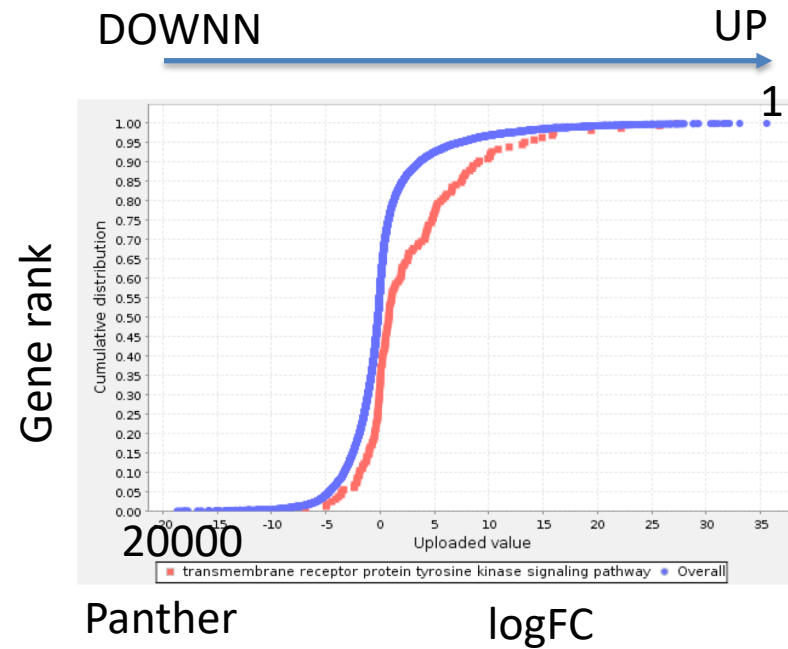 DOWNN
UP
1
1.00
0.95
0.90
0.85
0.80
0.75
0.70
0.65
0.60
0.55
0.50
0.45
0.40
0.35
0.30
0.25
0.20
0.15
0.10
0.05
0.00
Cumulative distribution
Gene rank
-20 -15 -10 -5 0 5 10 15 20 25 30 35
20000
Uploaded value
transmembrane receptor protein tyrosine kinase signaling pathway Overall
Panther
logFC